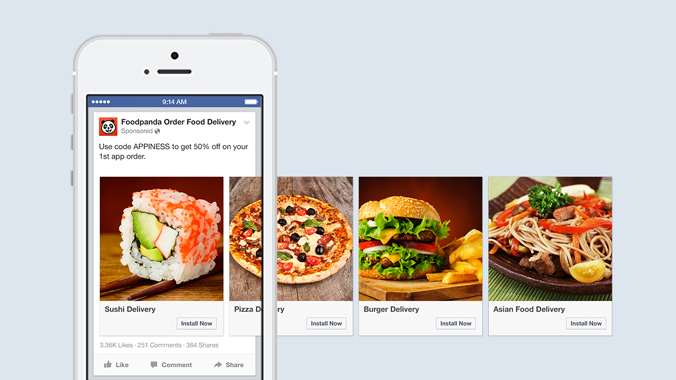 9:14 AM
Foodpanda Order Food Delivery
Sponsored
Use code APPINESS to get 50% off on your
1st app order.
Sushi Delivery
Install Now
Pizza Delivery
Install Now
Burger Delivery
Install Now
Asian Food Delivery
Install Now
3.36K Likes · 251 Comments · 364 Shares
Like
Comment
Share